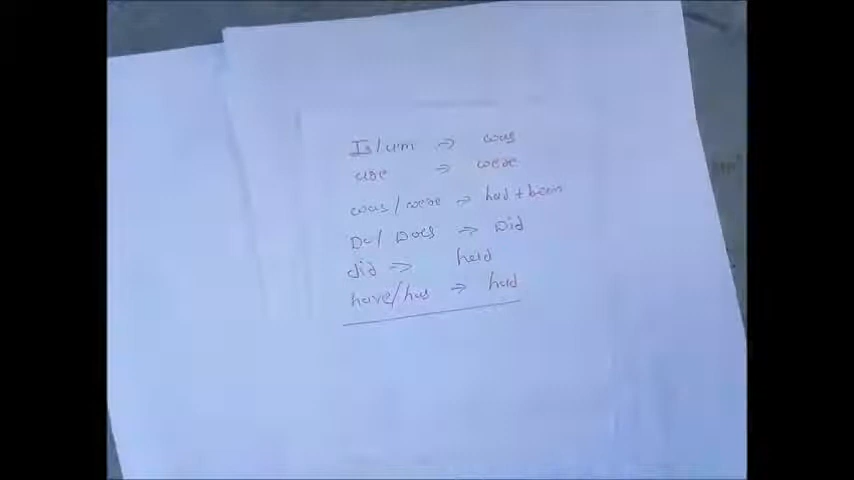 Is/am → was
are → were
was/were → had+been
Do/Does → Did
did → had
have/has → had